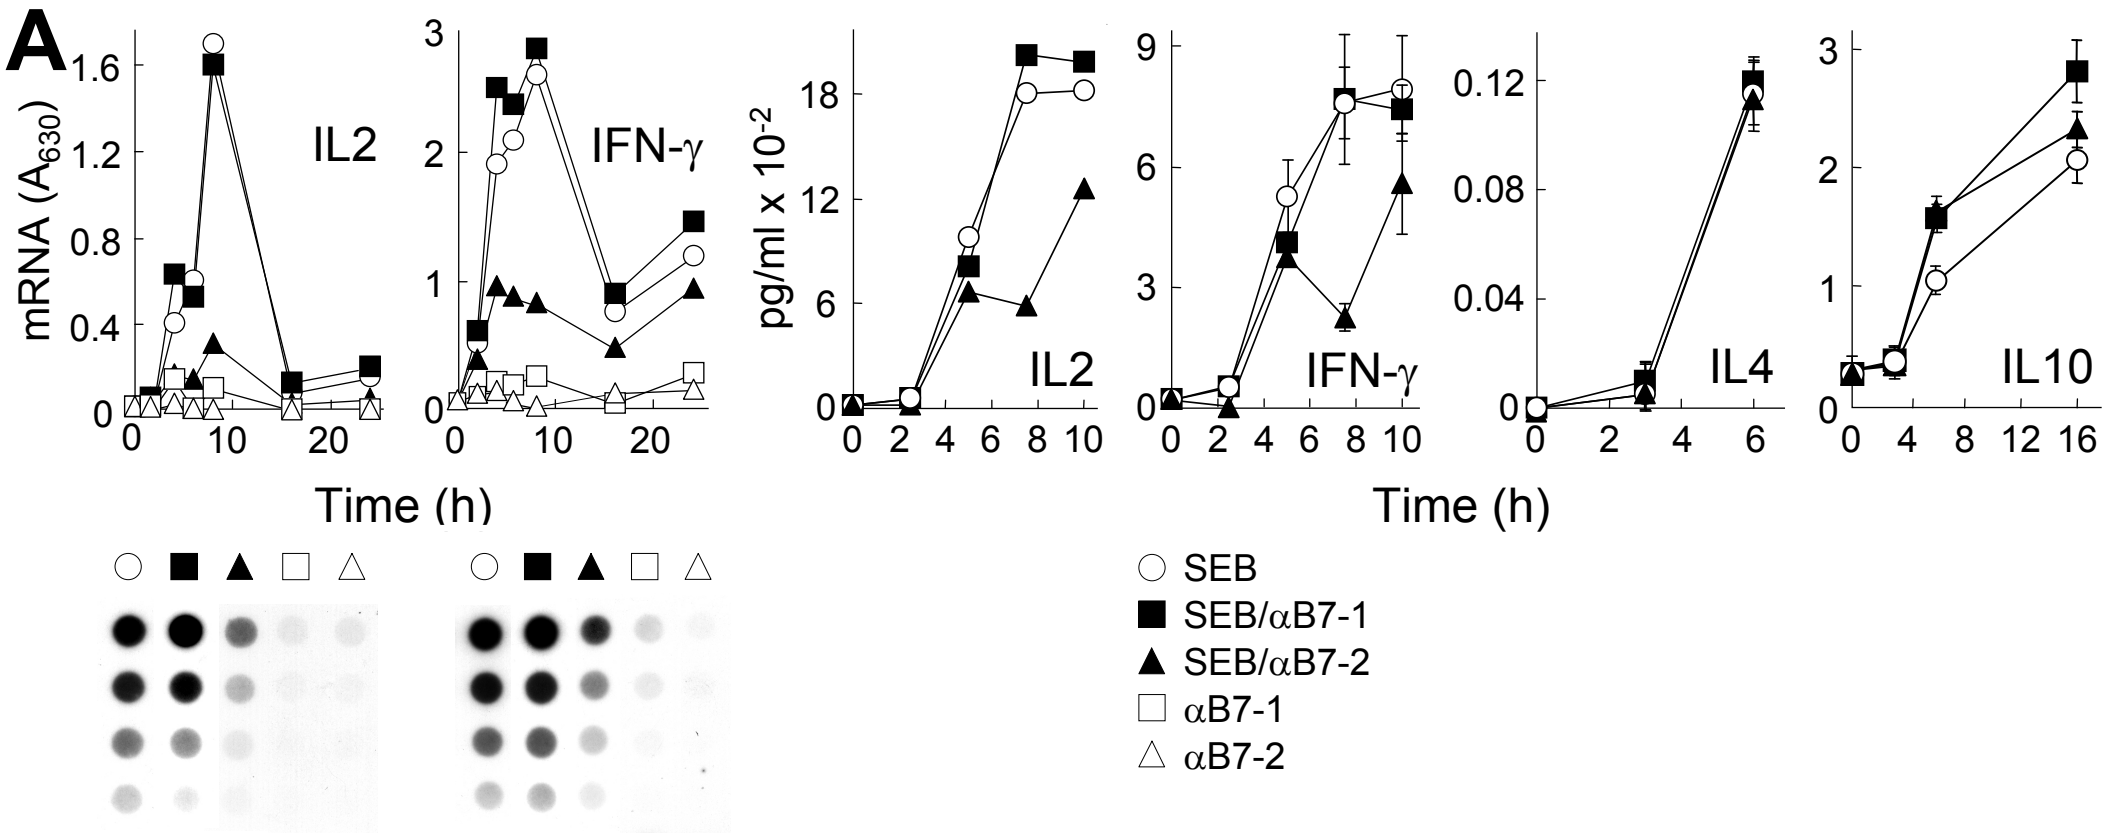 A
mRNA (A630)
1.6
1.2
0.8
0.4
0
IL2
0 10 20
3
2
1
0
IFN-γ
0 10 20
Time (h)
pg/ml x 10-2
18
12
6
0
IL2
0 2 4 6 8 10
9
6
3
0
IFN-γ
0 2 4 6 8 10
0.12
0.08
0.04
0
IL4
0 2 4 6
3
2
1
0
IL10
0 4 8 12 16
Time (h)
SEB
SEB/αB7-1
SEB/αB7-2
αB7-1
αB7-2